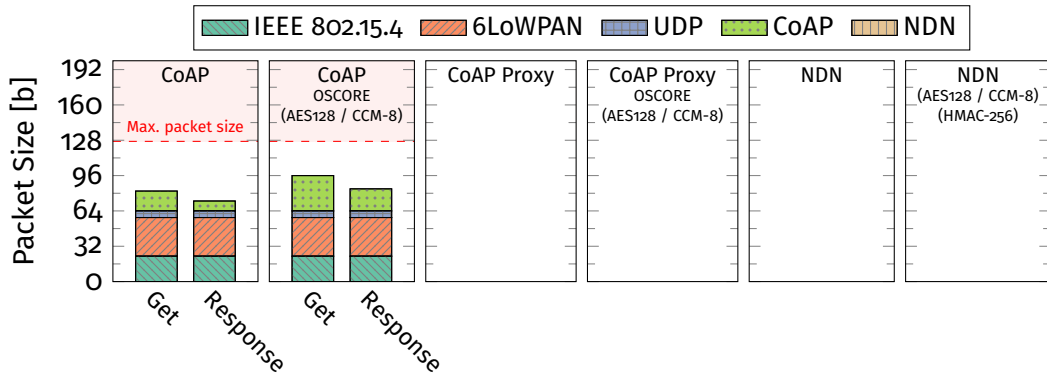 IEEE 802.15.4 6LoWPAN UDP CoAP NDN
Packet Size [b]
192
160
128
96
64
32
0
CoAP
Max. packet size
CoAP
OSCORE
(AES128 / CCM-8)
CoAP Proxy
CoAP Proxy
OSCORE
(AES128 / CCM-8)
NDN
NDN
(AES128 / CCM-8)
(HMAC-256)
Get
Response
Get
Response